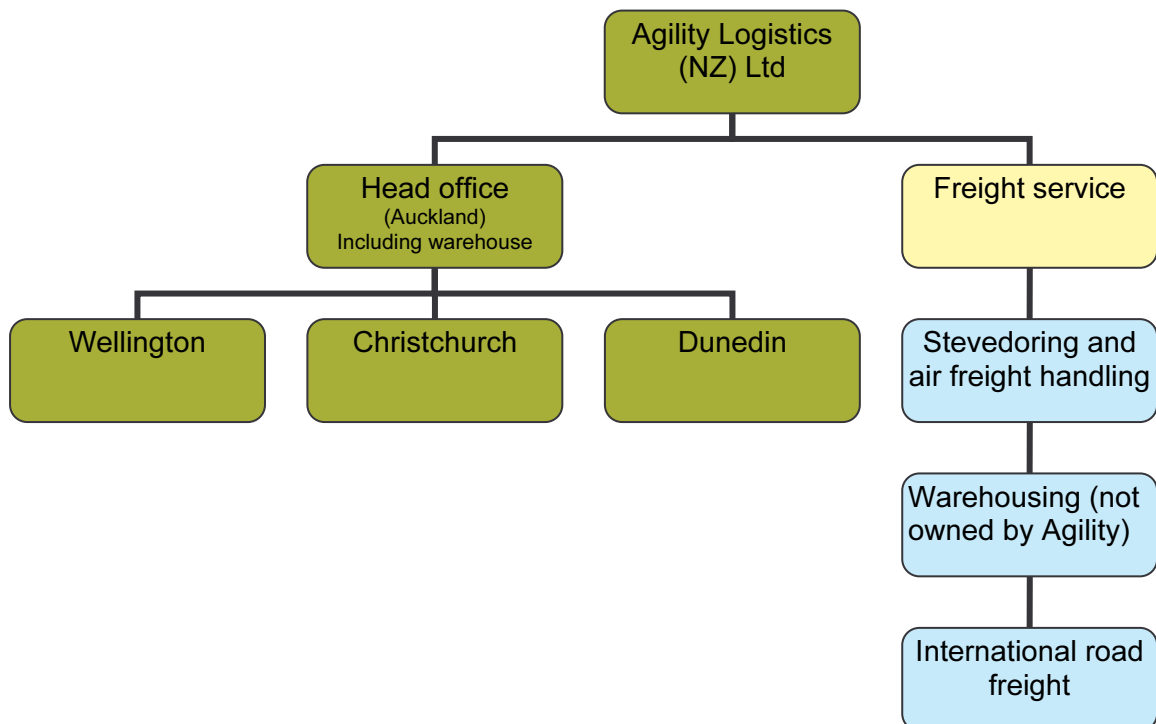 Agility Logistics
(NZ) Ltd
Head office
(Auckland)
Including warehouse
Freight service
Wellington
Christchurch
Dunedin
Stevedoring and
air freight handling
Warehousing (not
owned by Agility)
International road
freight